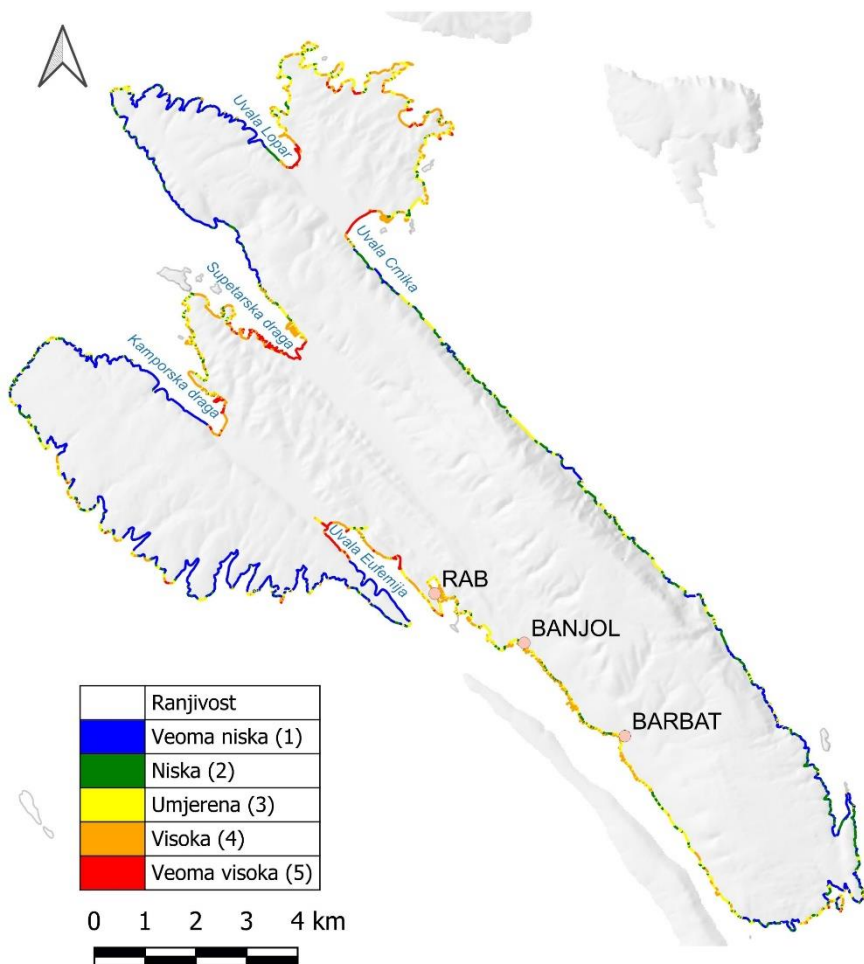 Uvala Lopar
Uvala Crnika
Supetarska draga
Kamporska draga
Uvala Eufemija
RAB
BANJOL
BARBAT
Ranjivost
Veoma niska (1)
Niska (2)
Umjerena (3)
Visoka (4)
Veoma visoka (5)
0 1 2 3 4 km